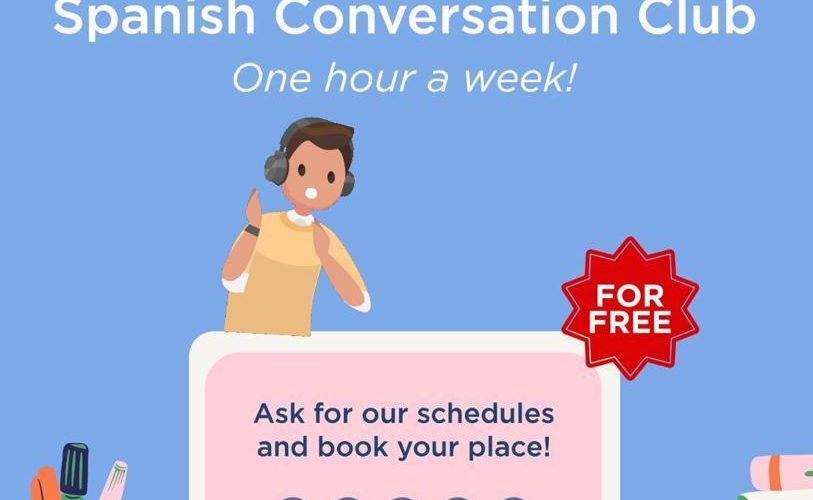 Spanish Conversation Club
One hour a week!
FOR
FREE
Ask for our schedules
and book your place!